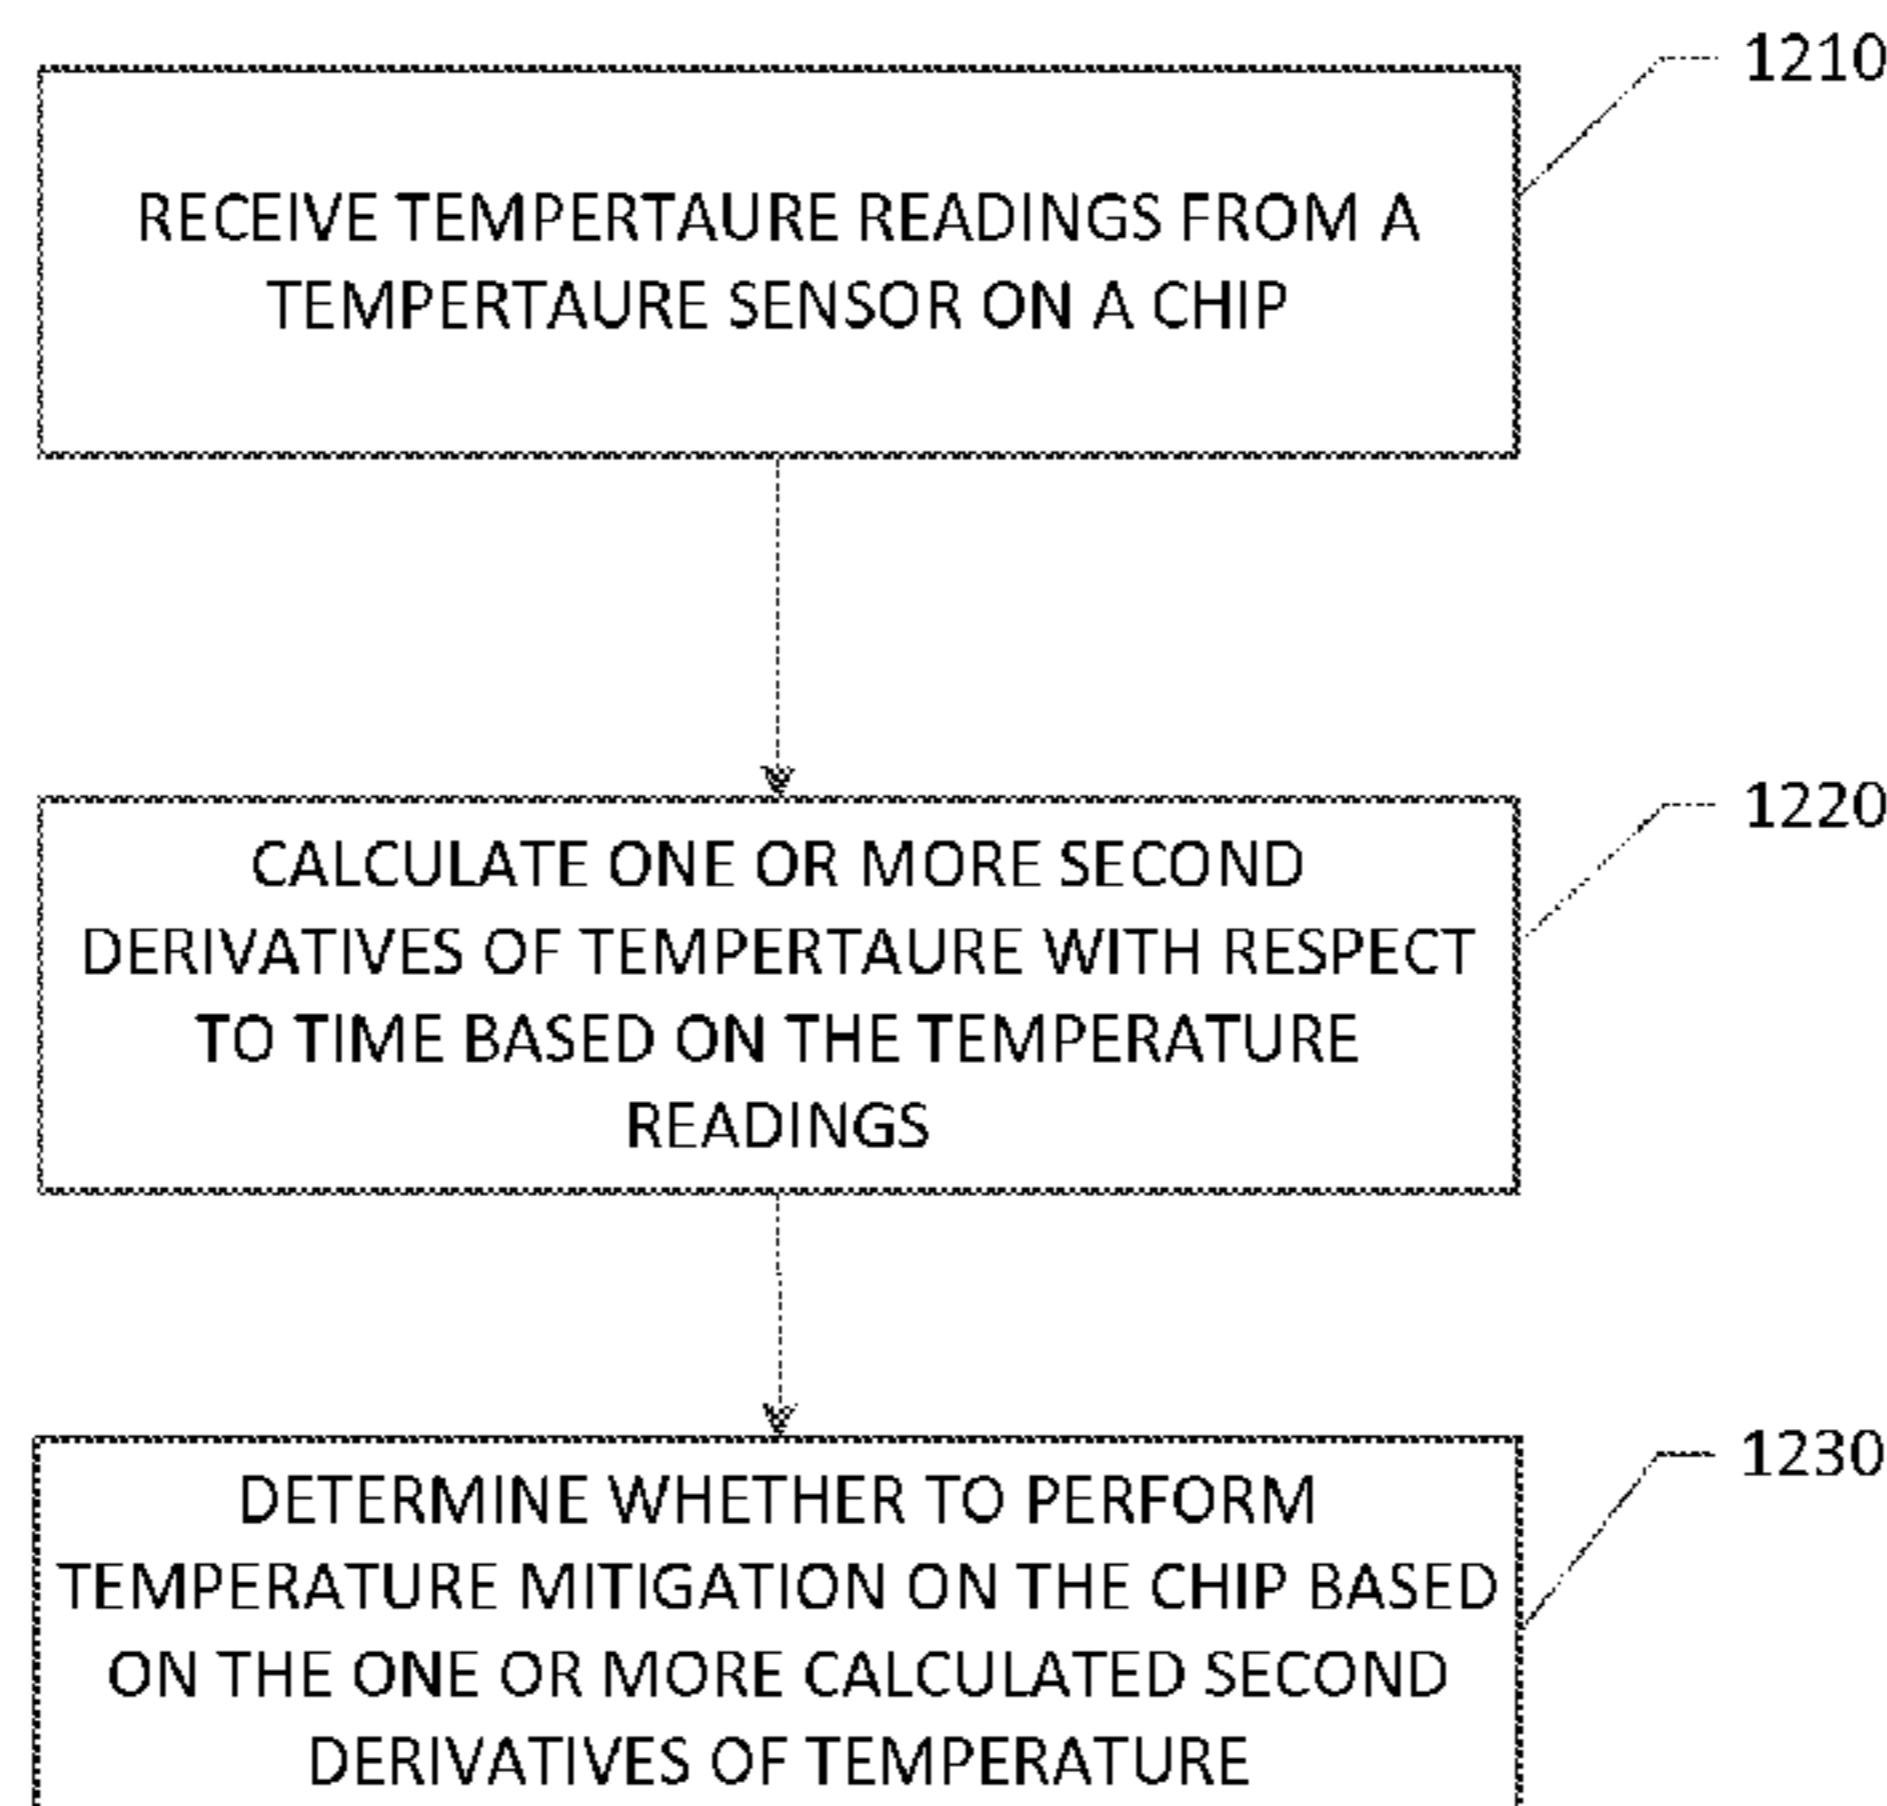 1210
RECEIVE TEMPERTAURE READINGS FROM A
TEMPERTAURE SENSOR ON A CHIP
1220
CALCULATE ONE OR MORE SECOND
DERIVATIVES OF TEMPERTAURE WITH RESPECT
TO TIME BASED ON THE TEMPERATURE
READINGS
1230
DETERMINE WHETHER TO PERFORM
TEMPERATURE MITIGATION ON THE CHIP BASED
ON THE ONE OR MORE CALCULATED SECOND
DERIVATIVES OF TEMPERATURE